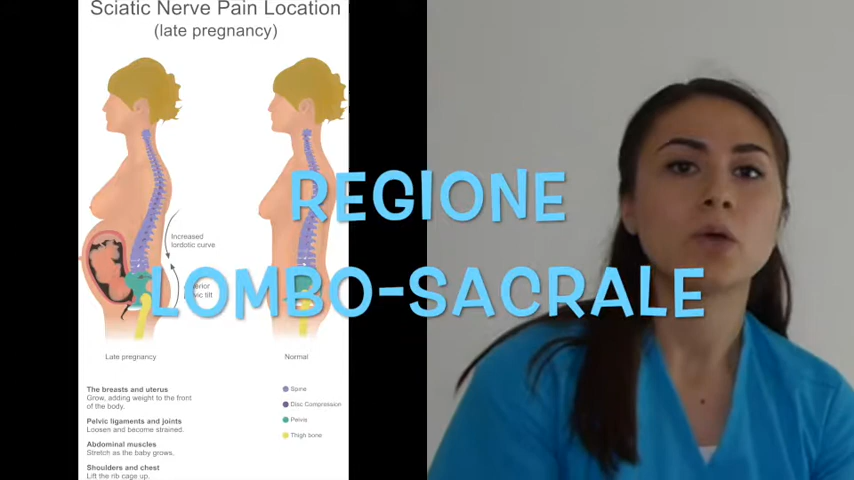 Sciatic Nerve Pain Location
(late pregnancy)
REGIONE
Increased
lordotic curve
LOMBO-SACRALE
Late pregnancy
Normal
The breasts and uterus
Grow, adding weight to the front
of the body.
Pelvic ligaments and joints
Loosen and become strained.
Abdominal muscles
Stretch as the baby grows.
Shoulders and chest
Lift the rib cage up.
Spine
Disc Compression
Pelvis
Thigh bone